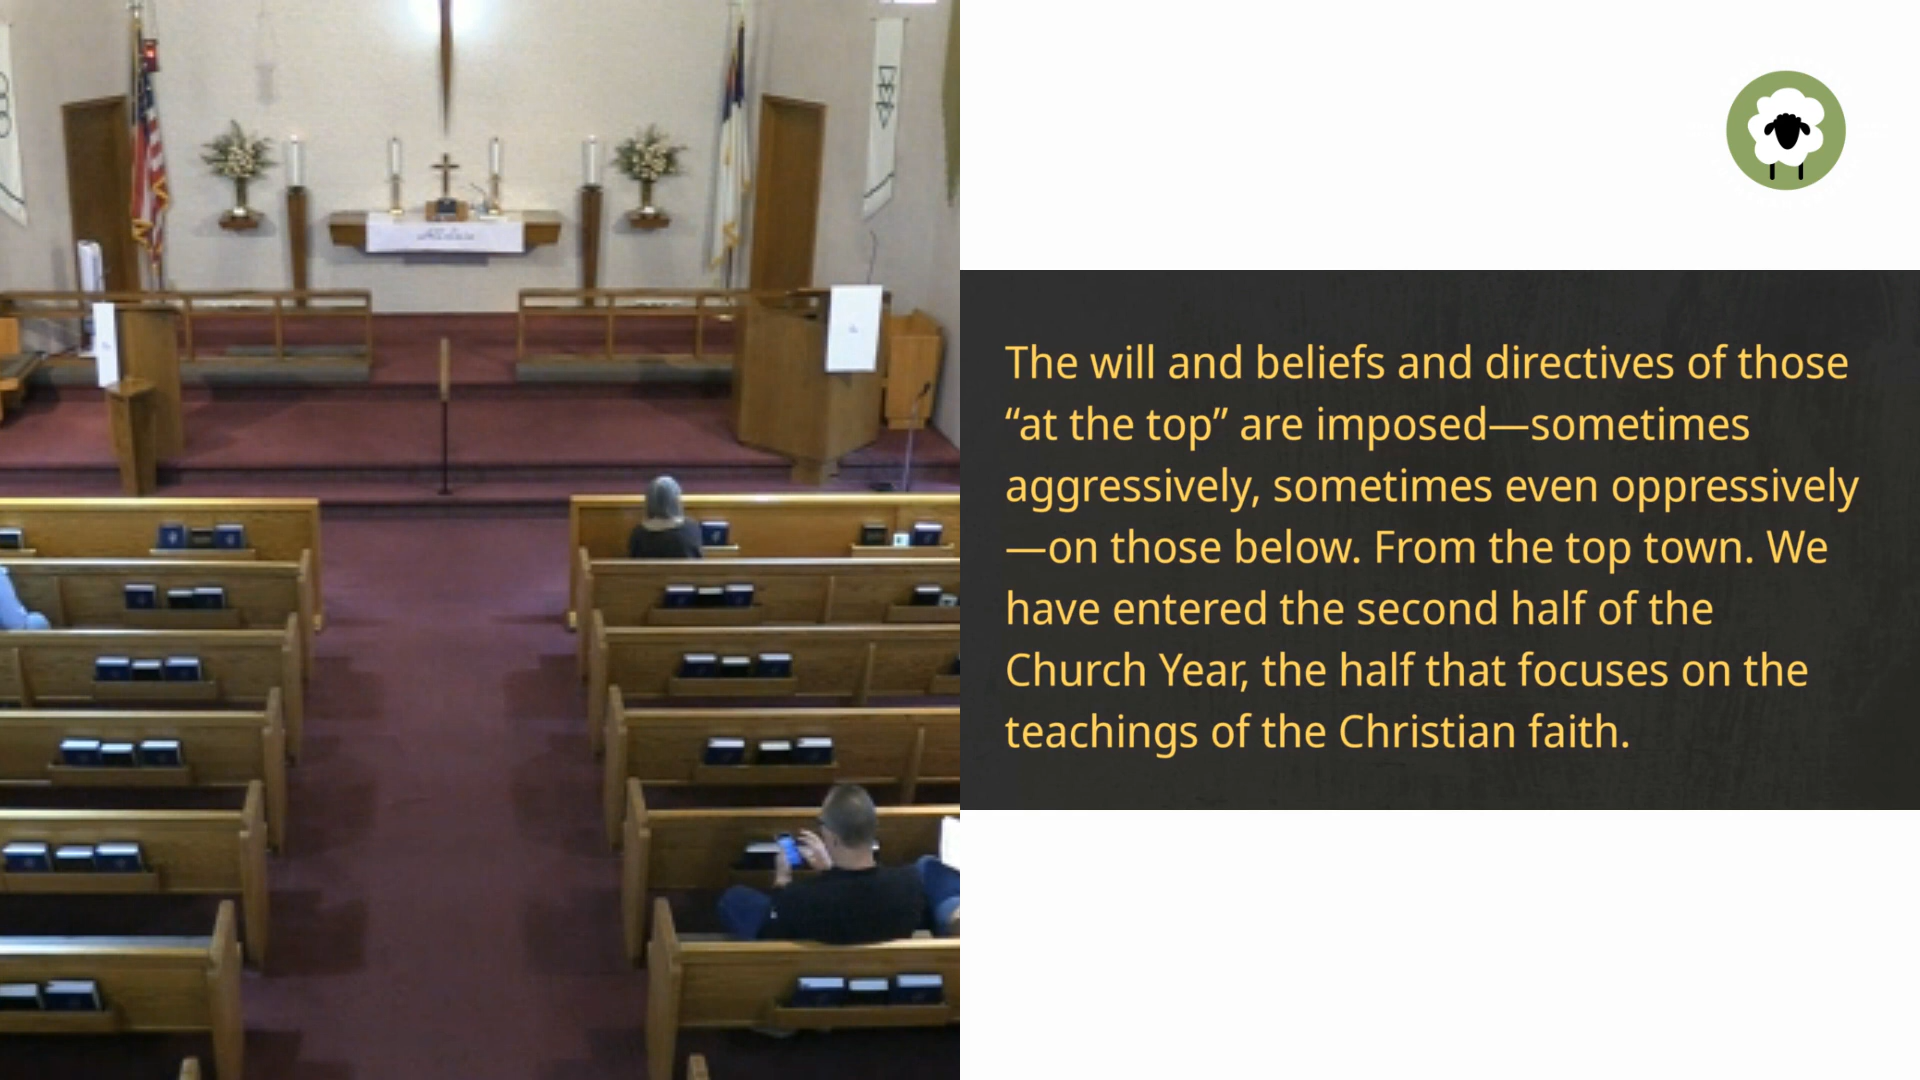 The will and beliefs and directives of those
“at the top” are imposed—sometimes
aggressively, sometimes even oppressively
—on those below. From the top town. We
have entered the second half of the
Church Year, the half that focuses on the
teachings of the Christian faith.